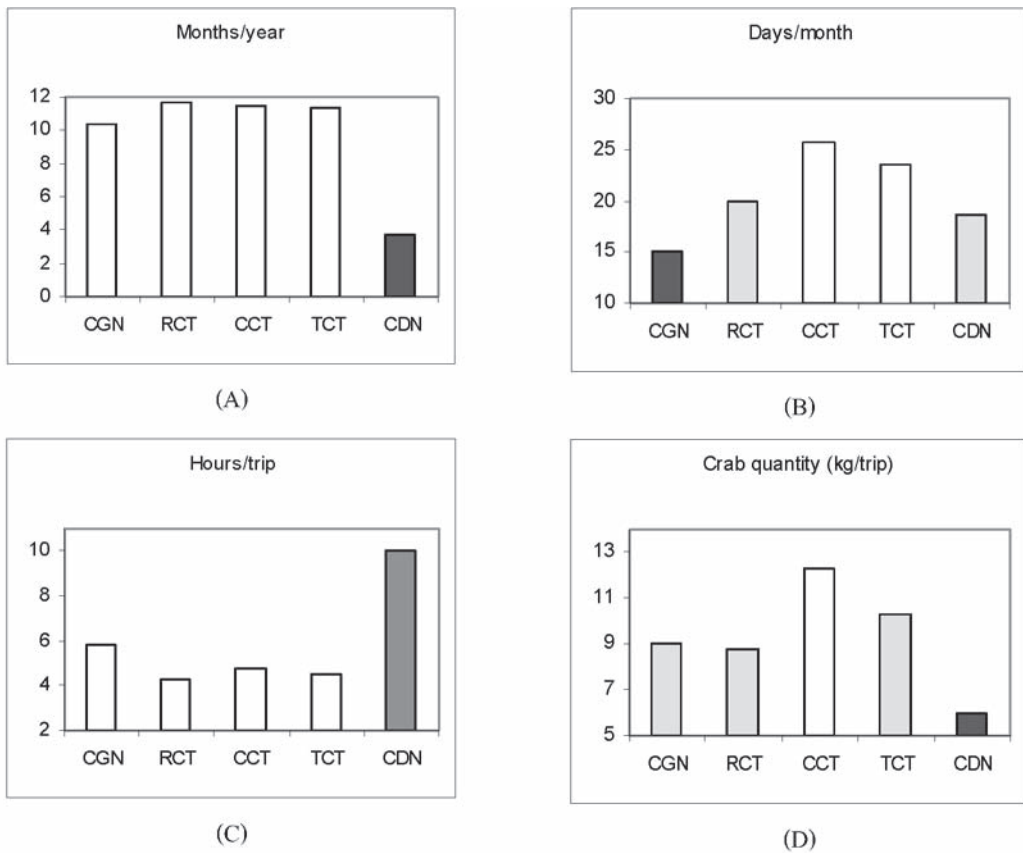 Months/year
12
10
8
6
4
2
0
CGN RCT CCT TCT CDN
(A)
Days/month
30
25
20
15
10
CGN RCT CCT TCT CDN
(B)
Hours/trip
10
8
6
4
2
CGN RCT CCT TCT CDN
(C)
Crab quantity (kg/trip)
13
11
9
7
5
CGN RCT CCT TCT CDN
(D)